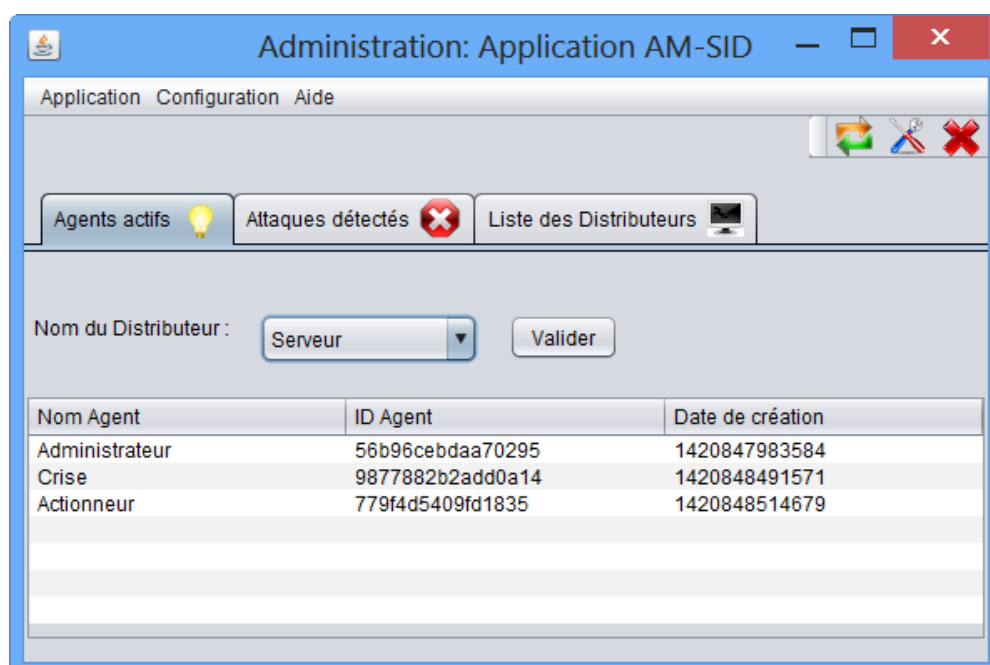 Administration: Application AM-SID
Application Configuration Aide
Agents actifs Attaques détectés Liste des Distributeurs
Nom du Distributeur : Serveur Valider
Nom Agent ID Agent Date de création
Administrateur 56b96cebdaa70295 1420847983584
Crise 9877882b2add0a14 1420848491571
Actionneur 779f4d5409fd1835 1420848514679